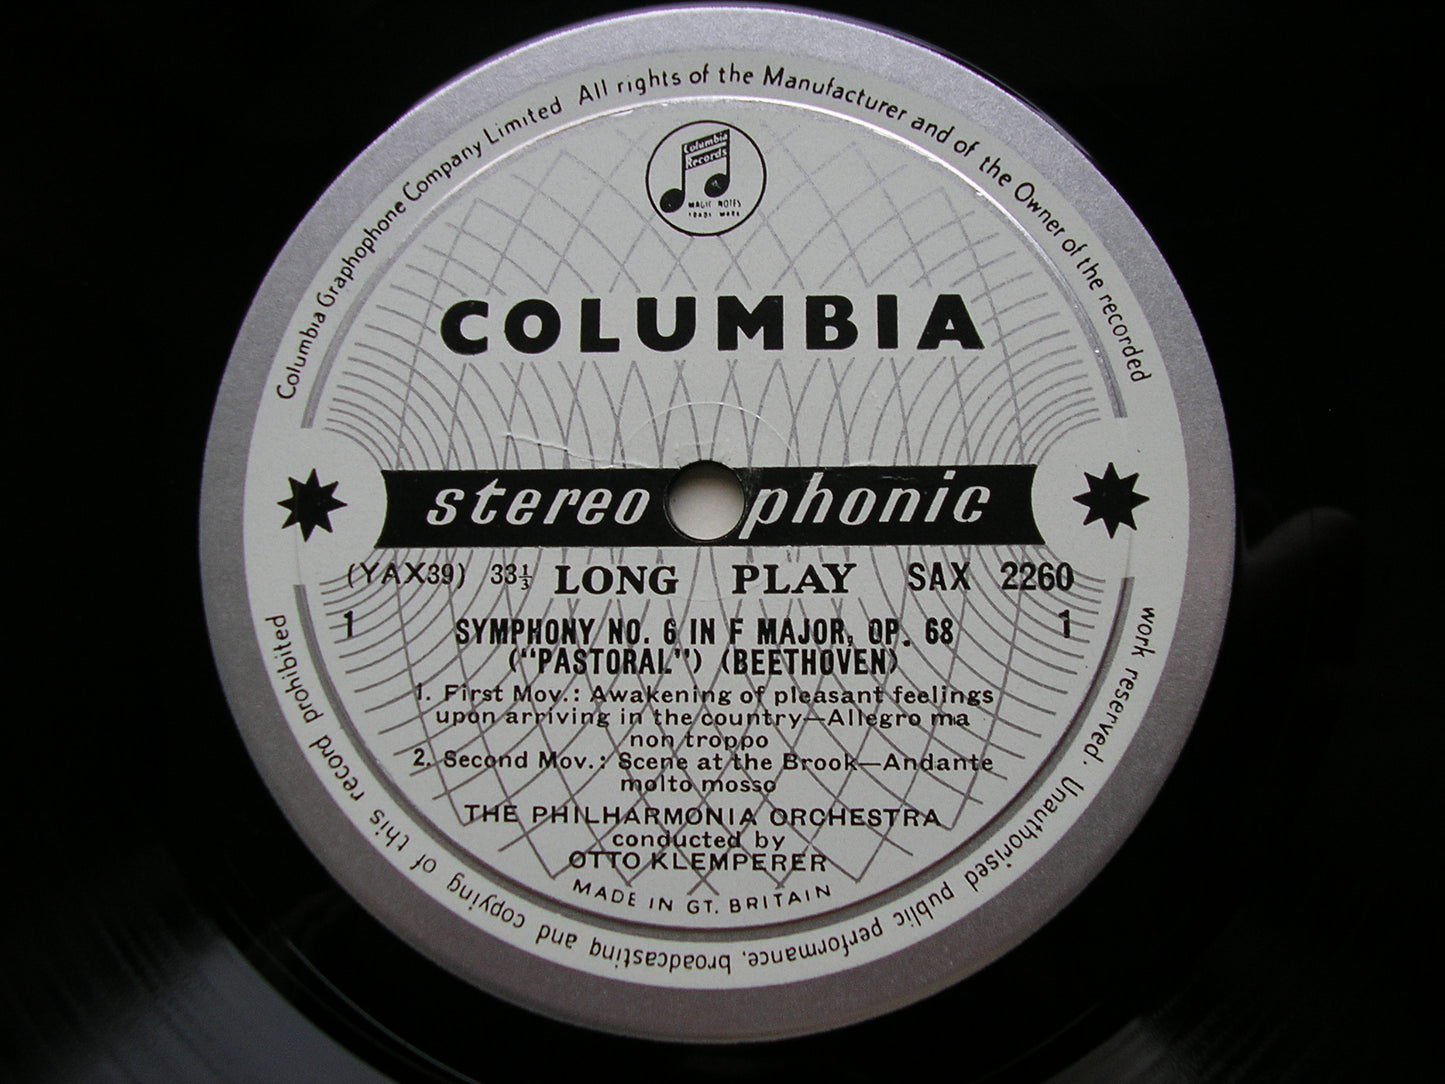 Columbia Graphophone Company Limited All rights of the Manufacturer and of the Owner of the recorded work reserved. Unauthorised public performance, broadcasting and copying of this record prohibited
Columbia
Records
MAGIC NOTES
TRADE MARK
COLUMBIA
stereophonic
(YAX39) 33⅓ LONG PLAY SAX 2260
1 1
SYMPHONY NO. 6 IN F MAJOR, OP. 68
("PASTORAL") (BEETHOVEN)
1. First Mov.: Awakening of pleasant feelings
upon arriving in the country—Allegro ma
non troppo
2. Second Mov.: Scene at the Brook—Andante
molto mosso
THE PHILHARMONIA ORCHESTRA
conducted by
OTTO KLEMPERER
MADE IN GT. BRITAIN